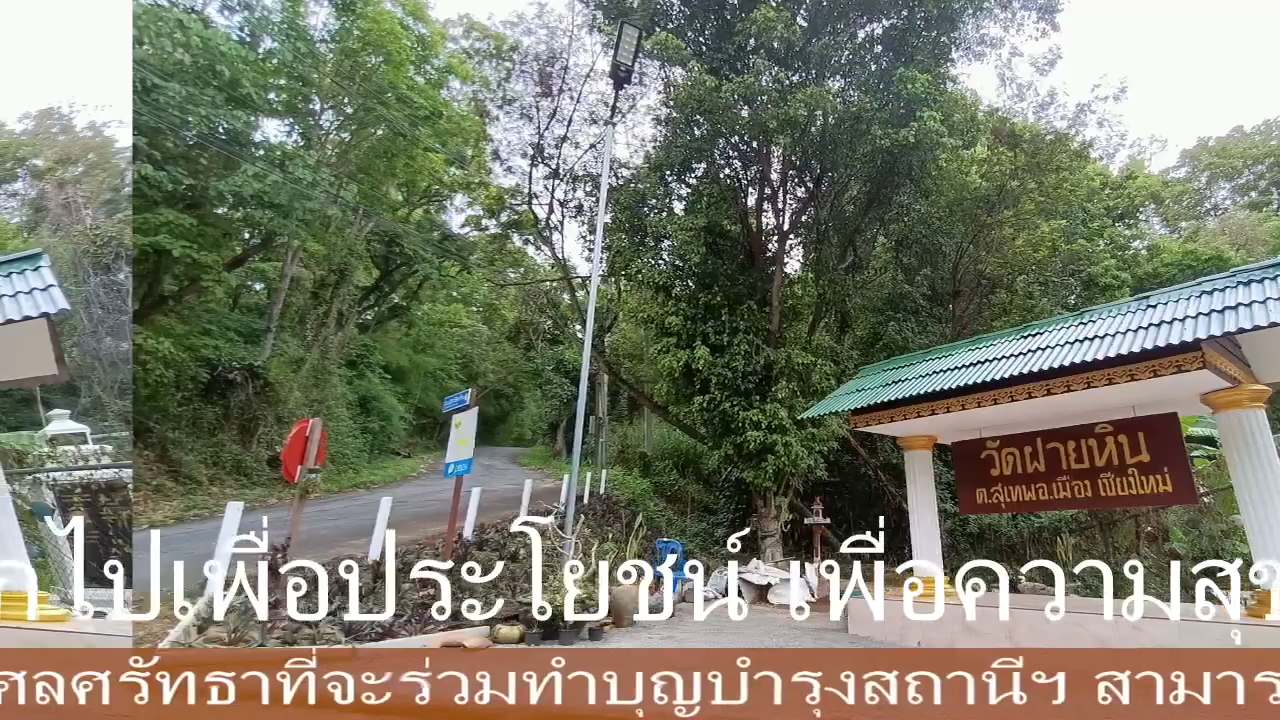 วัดฝายหิน
ต.สุเทพอ.เมือง เชียงใหม่
ไปเพื่อประโยชน์ เพื่อความสุข
ศลศรัทธาที่จะร่วมทำบุญบำรุงสถานีฯ สามาร